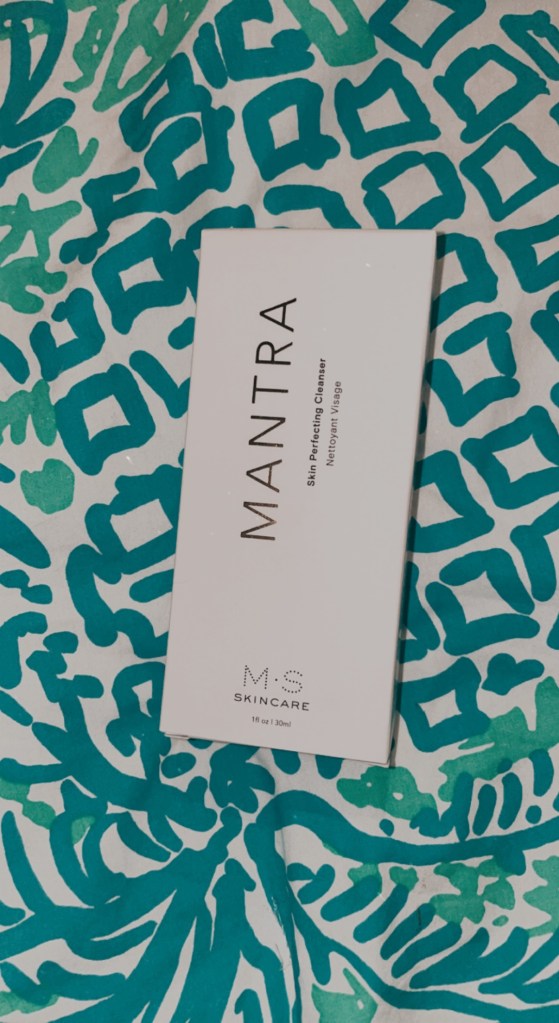 MANTRA
Skin Perfecting Cleanser
Nettoyant Visage
M·S
SKINCARE
1fl oz | 30ml